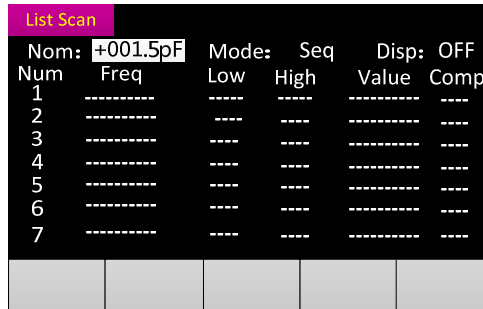 List Scan
Nom: +001.5pF Mode: Seq Disp: OFF
Num Freq Low High Value Comp
1 ---------- ----- ----- ---------- ----
2 ---------- ---- ---- ---------- ----
3 ---------- ---- ---- ---------- ----
4 ---------- ---- ---- ---------- ----
5 ---------- ---- ---- ---------- ----
6 ---------- ---- ---- ---------- ----
7 ---------- ---- ---- ---------- ----